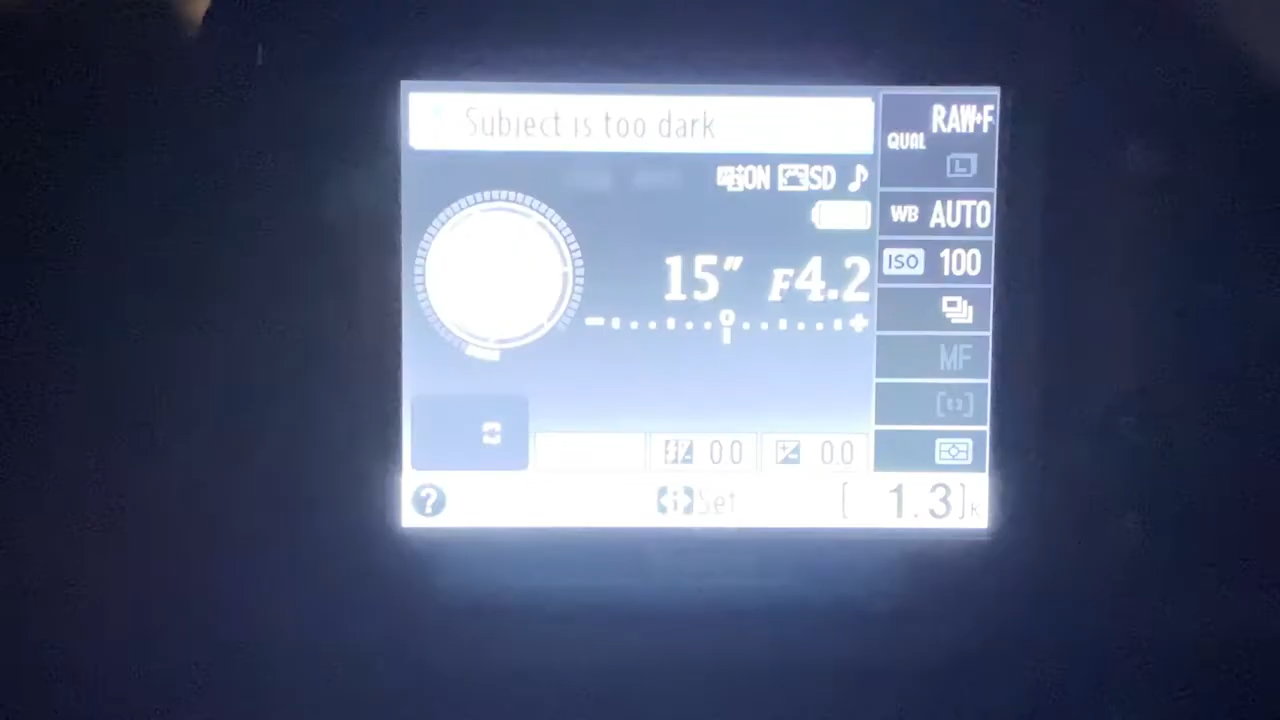 Subject is too dark
QUAL RAW+F
L
ON SD
WB AUTO
15" F4.2
ISO 100
MF
0.0 0.0
? i Set [ 1.3 ] k